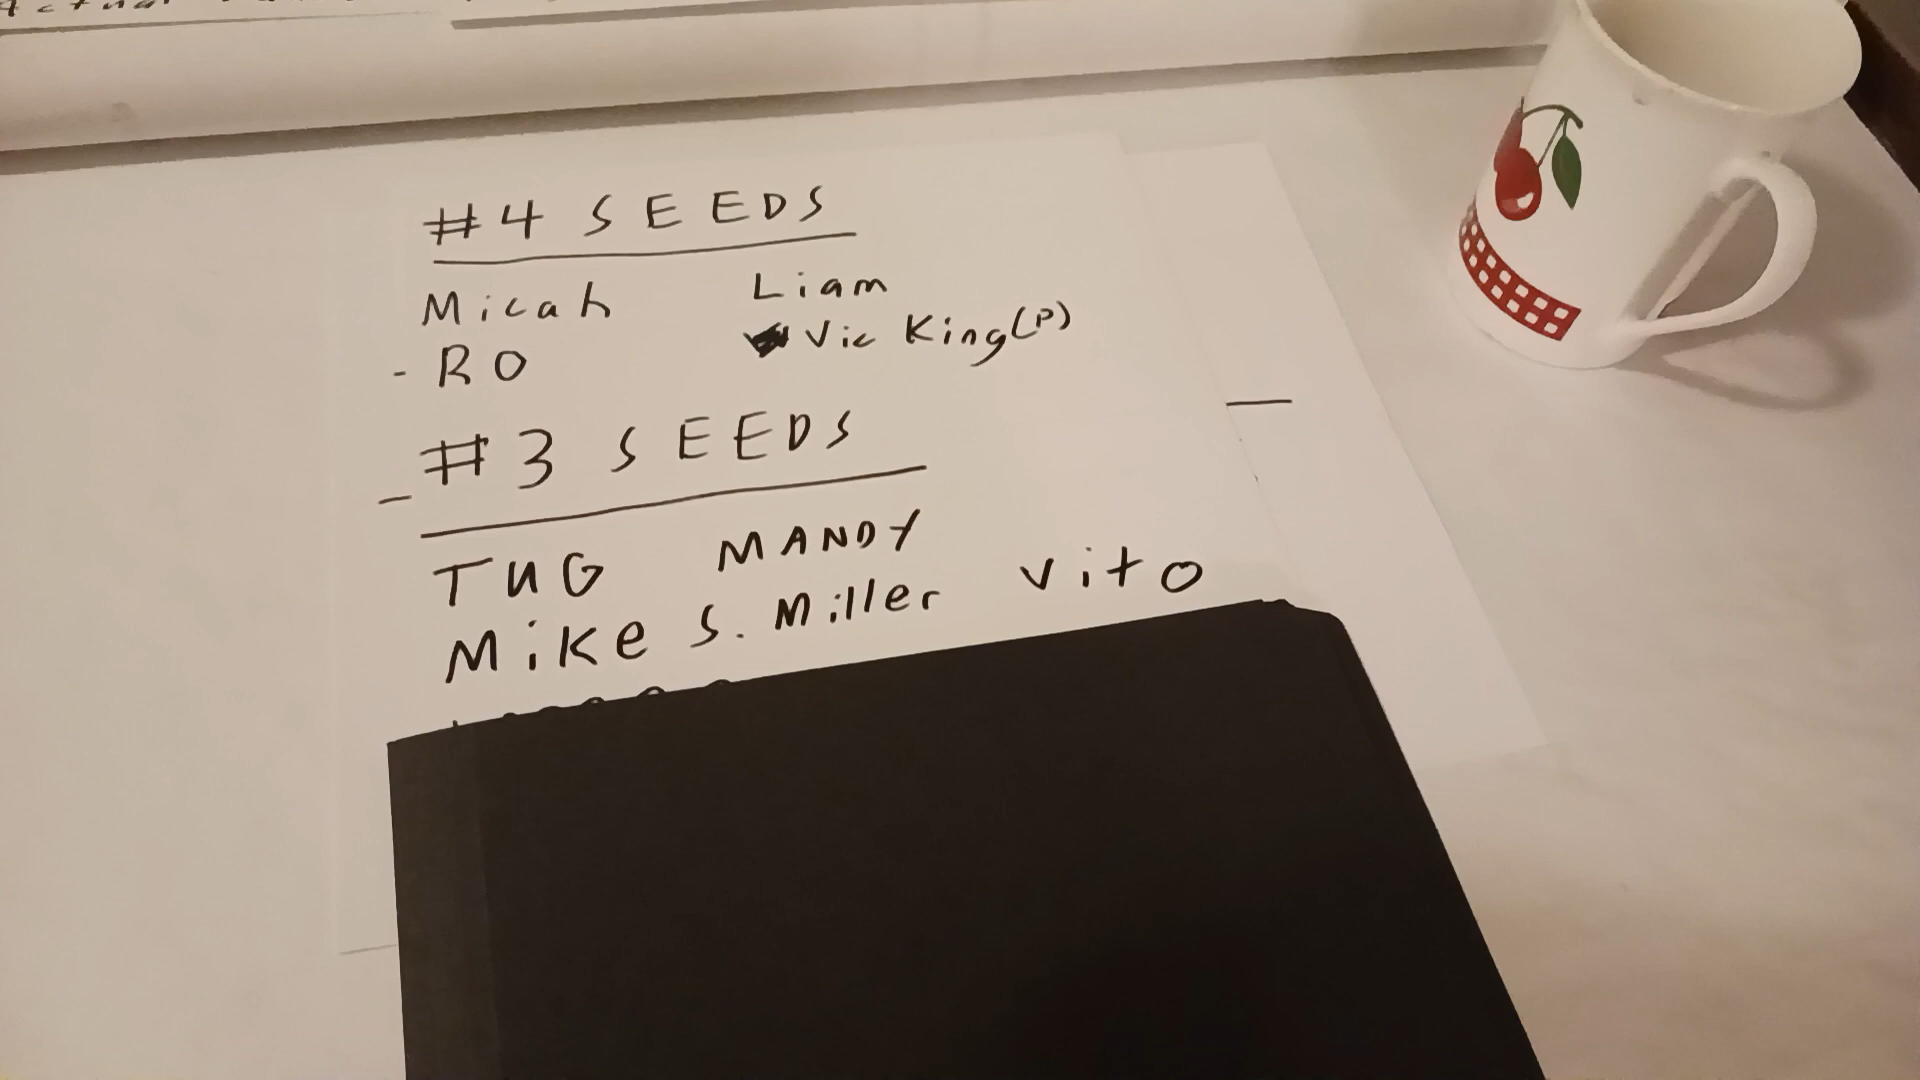 #4 SEEDS
Micah Liam
- RO Vic King(P)
- #3 SEEDS
TUG MANDY
Mike S. Miller Vito